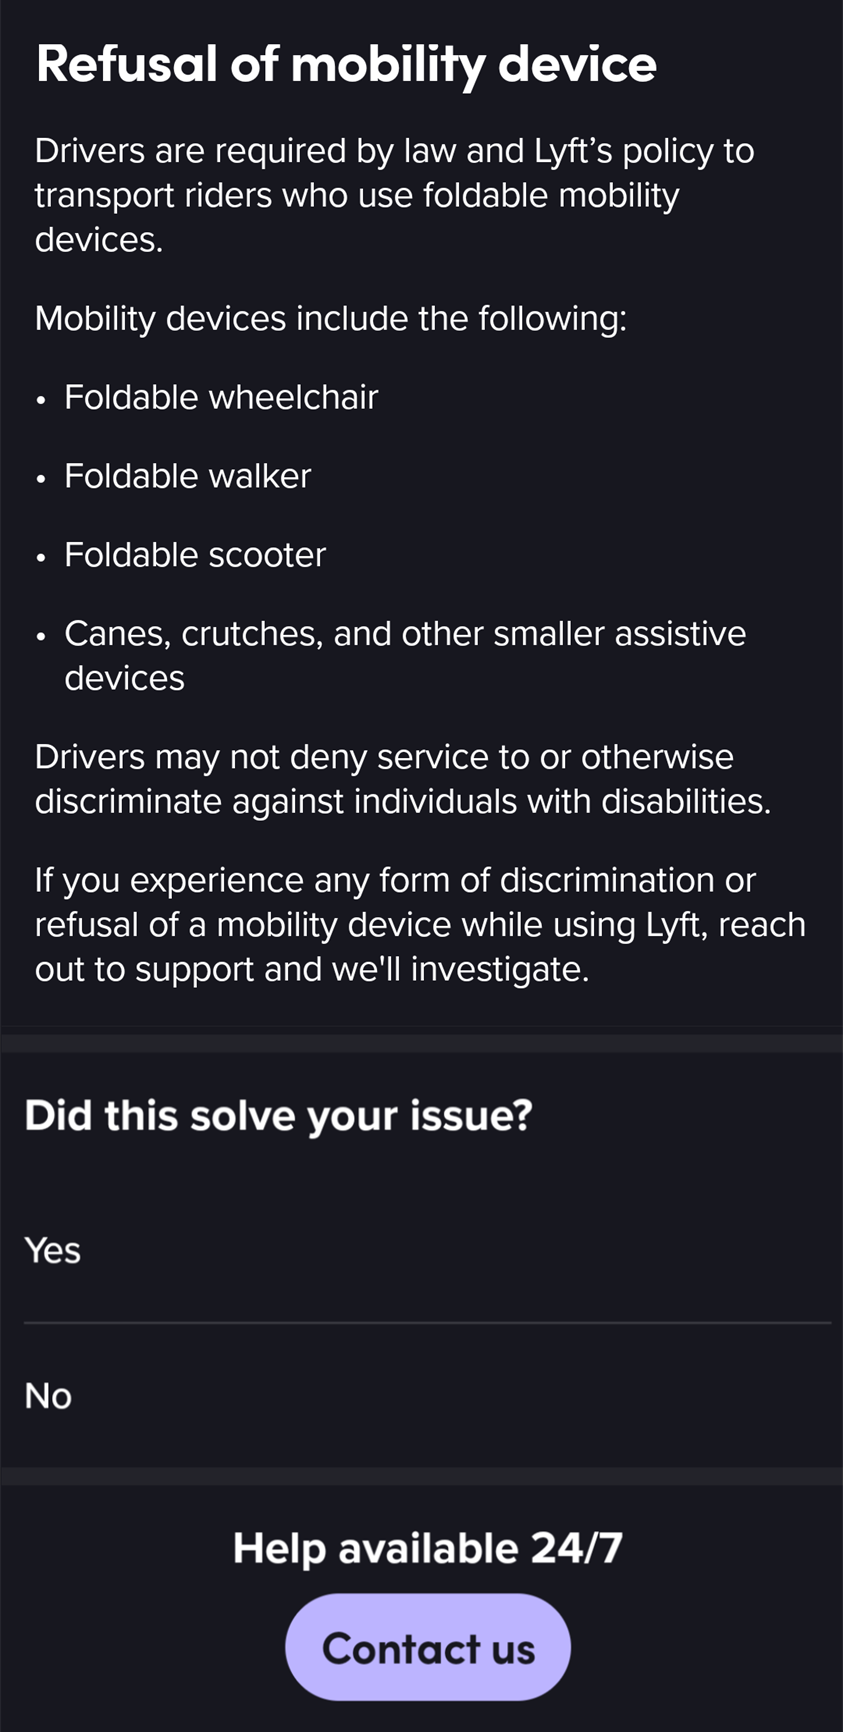 Refusal of mobility device
Drivers are required by law and Lyft’s policy to
transport riders who use foldable mobility
devices.
Mobility devices include the following:
• Foldable wheelchair
• Foldable walker
• Foldable scooter
• Canes, crutches, and other smaller assistive
devices
Drivers may not deny service to or otherwise
discriminate against individuals with disabilities.
If you experience any form of discrimination or
refusal of a mobility device while using Lyft, reach
out to support and we'll investigate.
Did this solve your issue?
Yes
No
Help available 24/7
Contact us